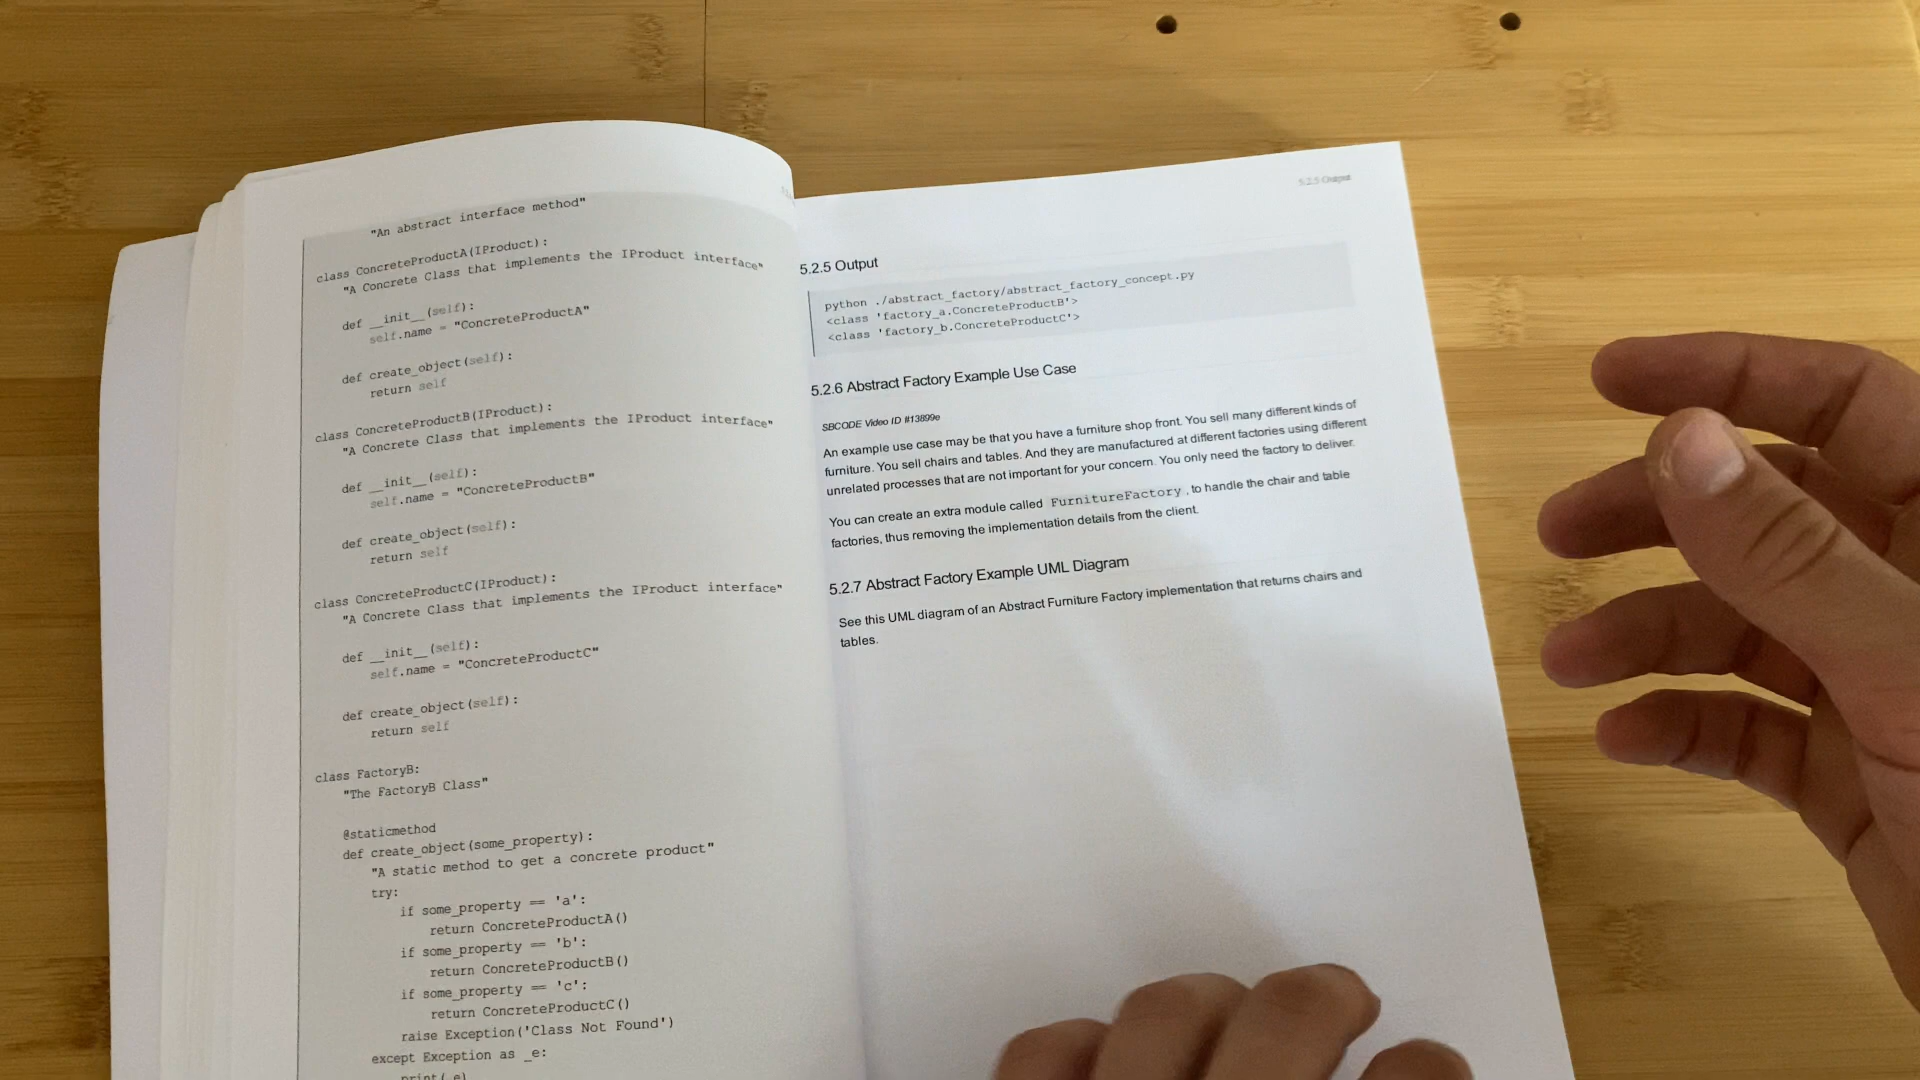 "An abstract interface method"
class ConcreteProductA(IProduct):
"A Concrete Class that implements the IProduct interface"
def __init__(self):
self.name = "ConcreteProductA"
def create_object(self):
return self
class ConcreteProductB(IProduct):
"A Concrete Class that implements the IProduct interface"
def __init__(self):
self.name = "ConcreteProductB"
def create_object(self):
return self
class ConcreteProductC(IProduct):
"A Concrete Class that implements the IProduct interface"
def __init__(self):
self.name = "ConcreteProductC"
def create_object(self):
return self
class FactoryB:
"The FactoryB Class"
@staticmethod
def create_object(some_property):
"A static method to get a concrete product"
try:
if some_property == 'a':
return ConcreteProductA()
if some_property == 'b':
return ConcreteProductB()
if some_property == 'c':
return ConcreteProductC()
raise Exception('Class Not Found')
except Exception as _e:
print(_e)
5.2.5 Output
5.2.5 Output
python ./abstract_factory/abstract_factory_concept.py
<class 'factory_a.ConcreteProductB'>
<class 'factory_b.ConcreteProductC'>
5.2.6 Abstract Factory Example Use Case
SBCODE Video ID #13899e
An example use case may be that you have a furniture shop front. You sell many different kinds of
furniture. You sell chairs and tables. And they are manufactured at different factories using different
unrelated processes that are not important for your concern. You only need the factory to deliver.
You can create an extra module called FurnitureFactory, to handle the chair and table
factories, thus removing the implementation details from the client.
5.2.7 Abstract Factory Example UML Diagram
See this UML diagram of an Abstract Furniture Factory implementation that returns chairs and
tables.